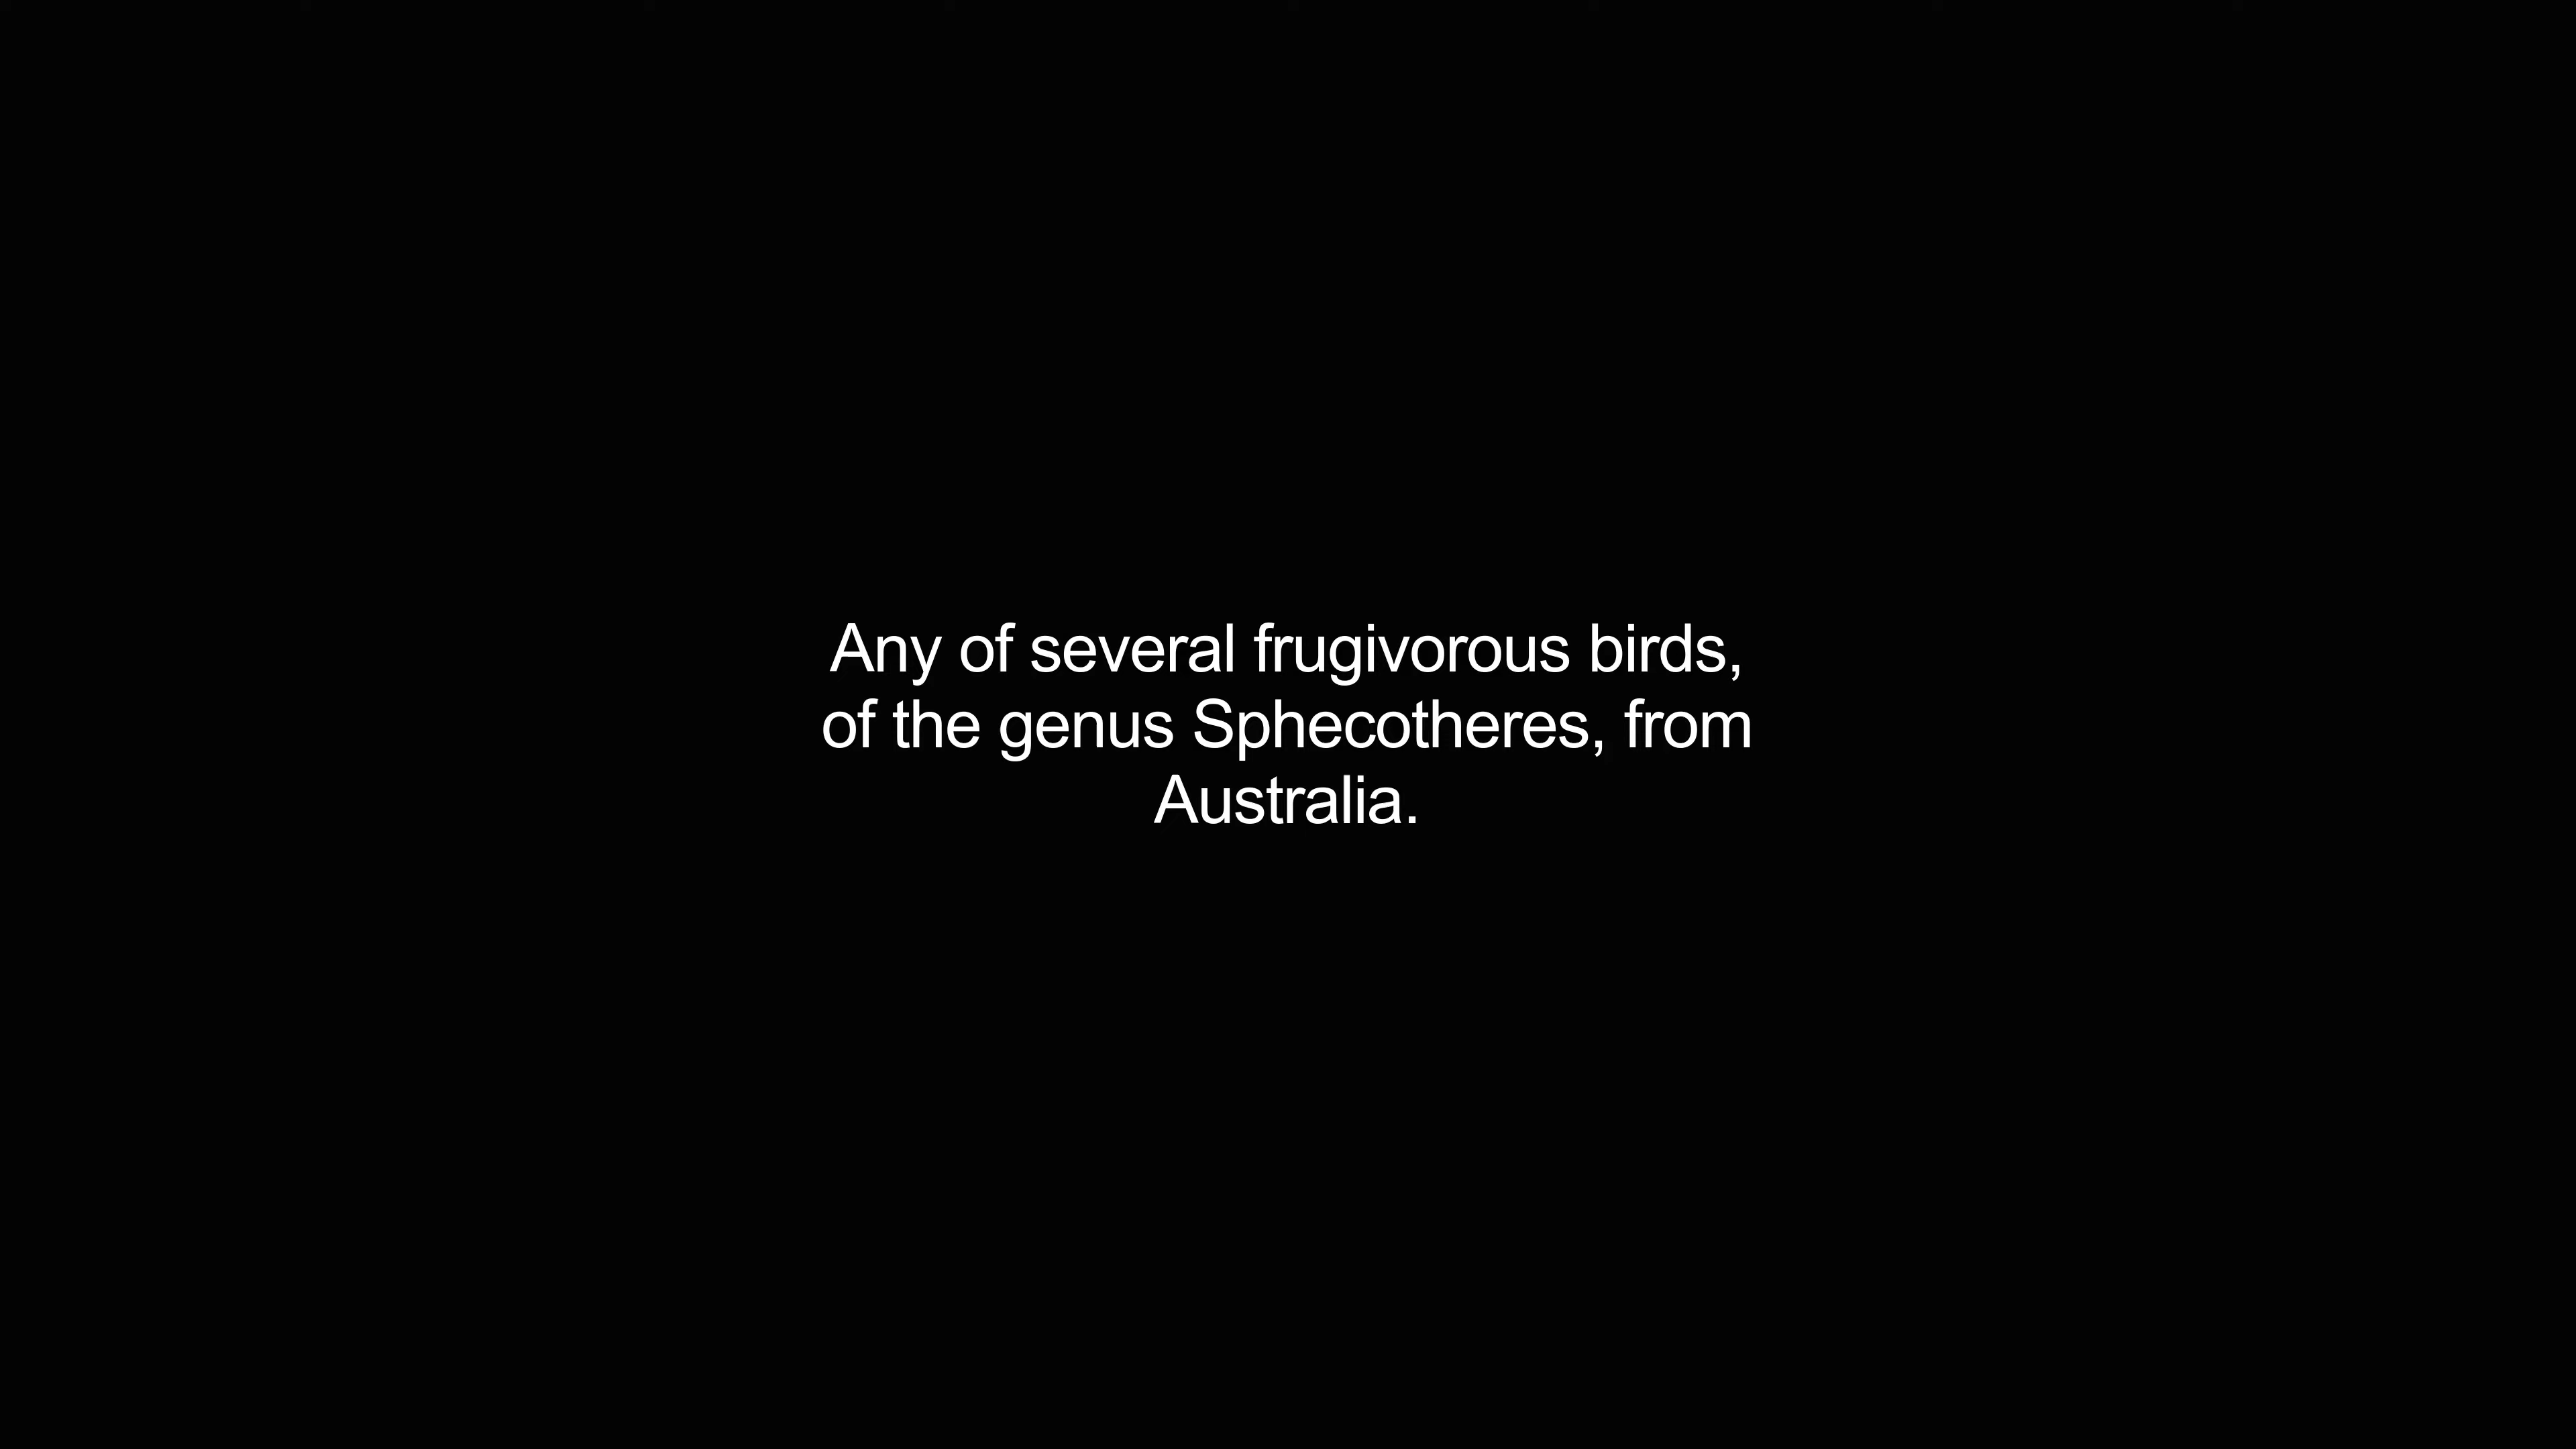 Any of several frugivorous birds,
of the genus Sphecotheres, from
Australia.